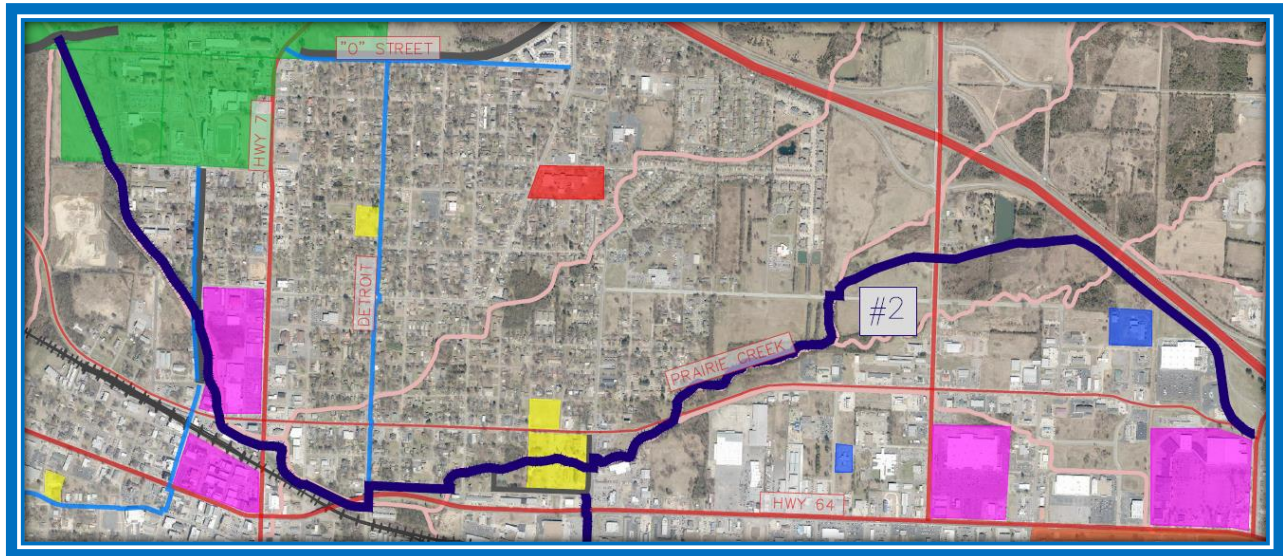 "O" STREET
HWY 7
DETROIT
#2
PRAIRIE CREEK
HWY 64